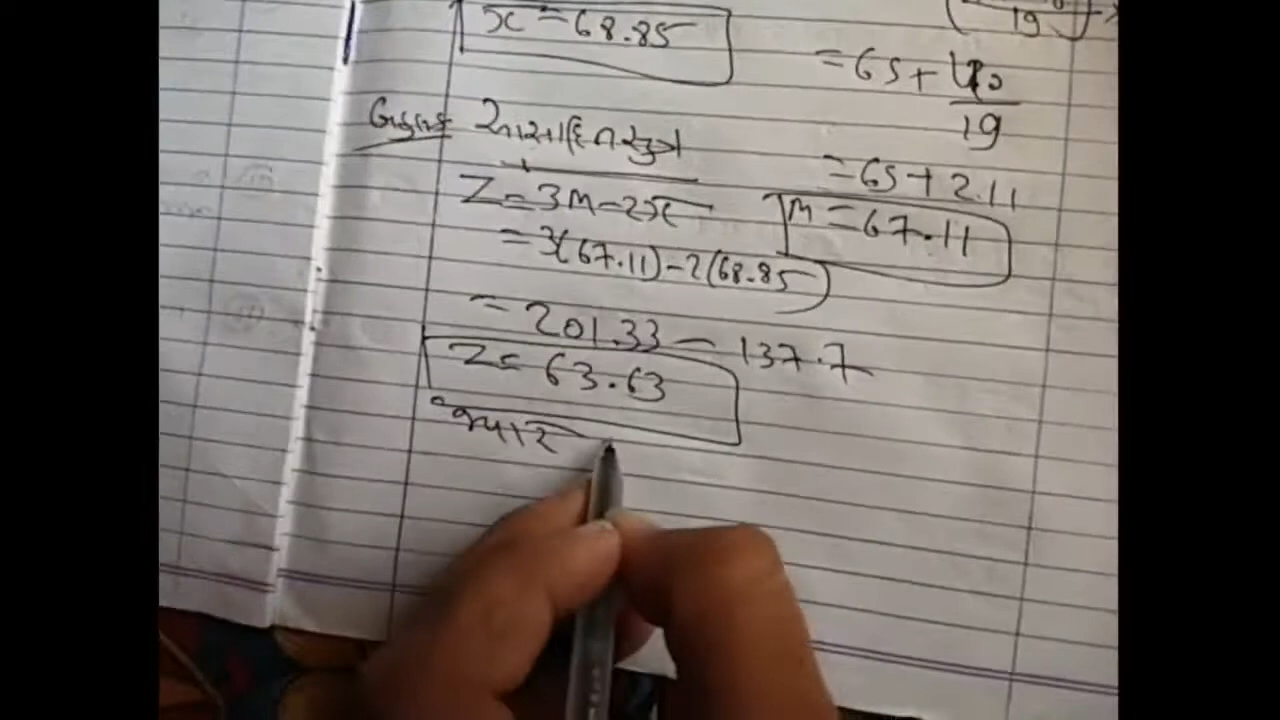 x̄ = 68.85
Z = 3M - 2x̄
= 3(67.11) - 2(68.85)
= 201.33 - 137.7
Z = 63.63
19
= 65 + 40/19
= 65 + 2.11
M = 67.11